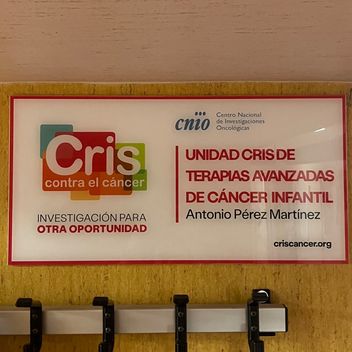 Cris
contra el cáncer
INVESTIGACIÓN PARA
OTRA OPORTUNIDAD
cnio
Centro Nacional
de Investigaciones
Oncológicas
UNIDAD CRIS DE
TERAPIAS AVANZADAS
DE CÁNCER INFANTIL
Antonio Pérez Martínez
criscancer.org